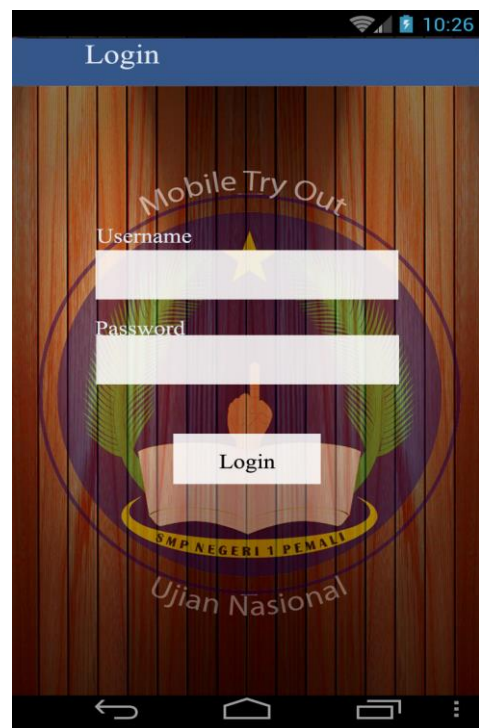 10:26
Login
Mobile Try Out
Username
Password
Login
SMP NEGERI 1 PEMALI
Ujian Nasional